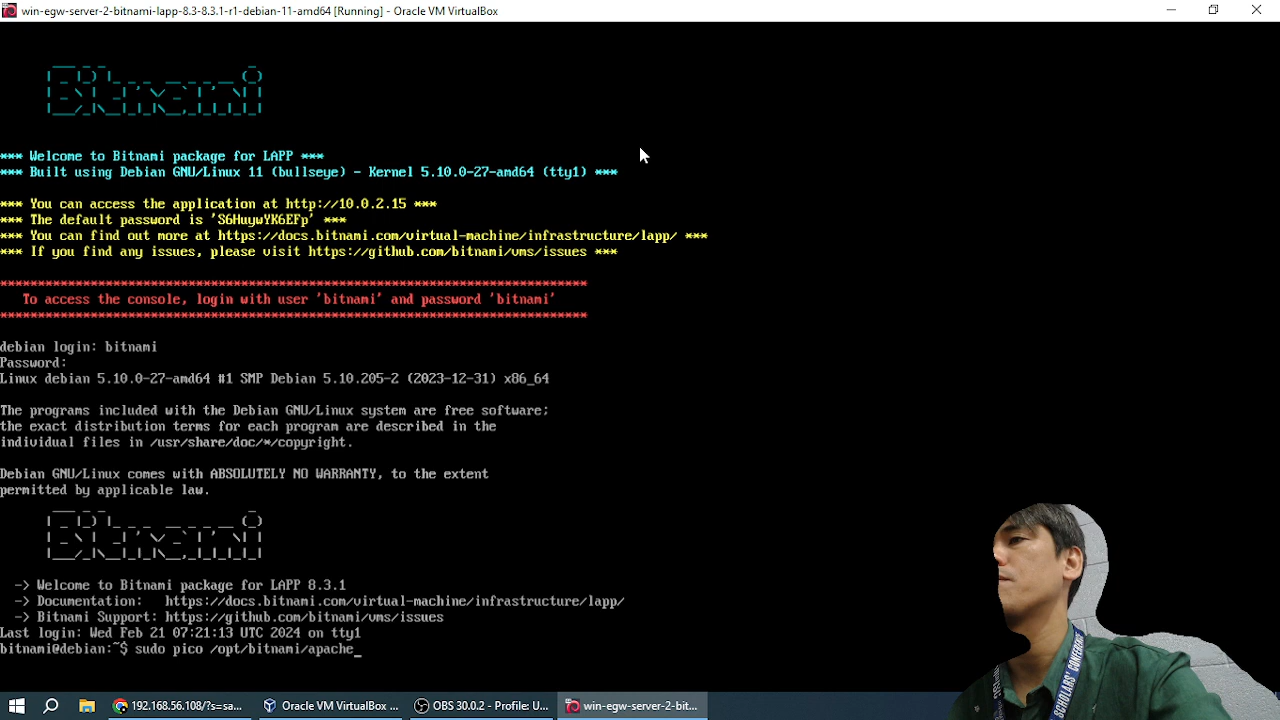 win-egw-server-2-bitnami-lapp-8.3-8.3.1-r1-debian-11-amd64 [Running] - Oracle VM VirtualBox
Bitnami
*** Welcome to Bitnami package for LAPP ***
*** Built using Debian GNU/Linux 11 (bullseye) - Kernel 5.10.0-27-amd64 (tty1) ***
*** You can access the application at http://10.0.2.15 ***
*** The default password is 'S6HuywYK6EFp' ***
*** You can find out more at https://docs.bitnami.com/virtual-machine/infrastructure/lapp/ ***
*** If you find any issues, please visit https://github.com/bitnami/vms/issues ***
******************************************************************************
To access the console, login with user 'bitnami' and password 'bitnami'
******************************************************************************
debian login: bitnami
Password:
Linux debian 5.10.0-27-amd64 #1 SMP Debian 5.10.205-2 (2023-12-31) x86_64
The programs included with the Debian GNU/Linux system are free software;
the exact distribution terms for each program are described in the
individual files in /usr/share/doc/*/copyright.
Debian GNU/Linux comes with ABSOLUTELY NO WARRANTY, to the extent
permitted by applicable law.
Bitnami
-> Welcome to Bitnami package for LAPP 8.3.1
-> Documentation: https://docs.bitnami.com/virtual-machine/infrastructure/lapp/
-> Bitnami Support: https://github.com/bitnami/vms/issues
Last login: Wed Feb 21 07:21:13 UTC 2024 on tty1
bitnami@debian:~$ sudo pico /opt/bitnami/apache_
SCHOLARS' CONFERE
192.168.56.108/?s=sa...
Oracle VM VirtualBox ...
OBS 30.0.2 - Profile: U...
win-egw-server-2-bit...